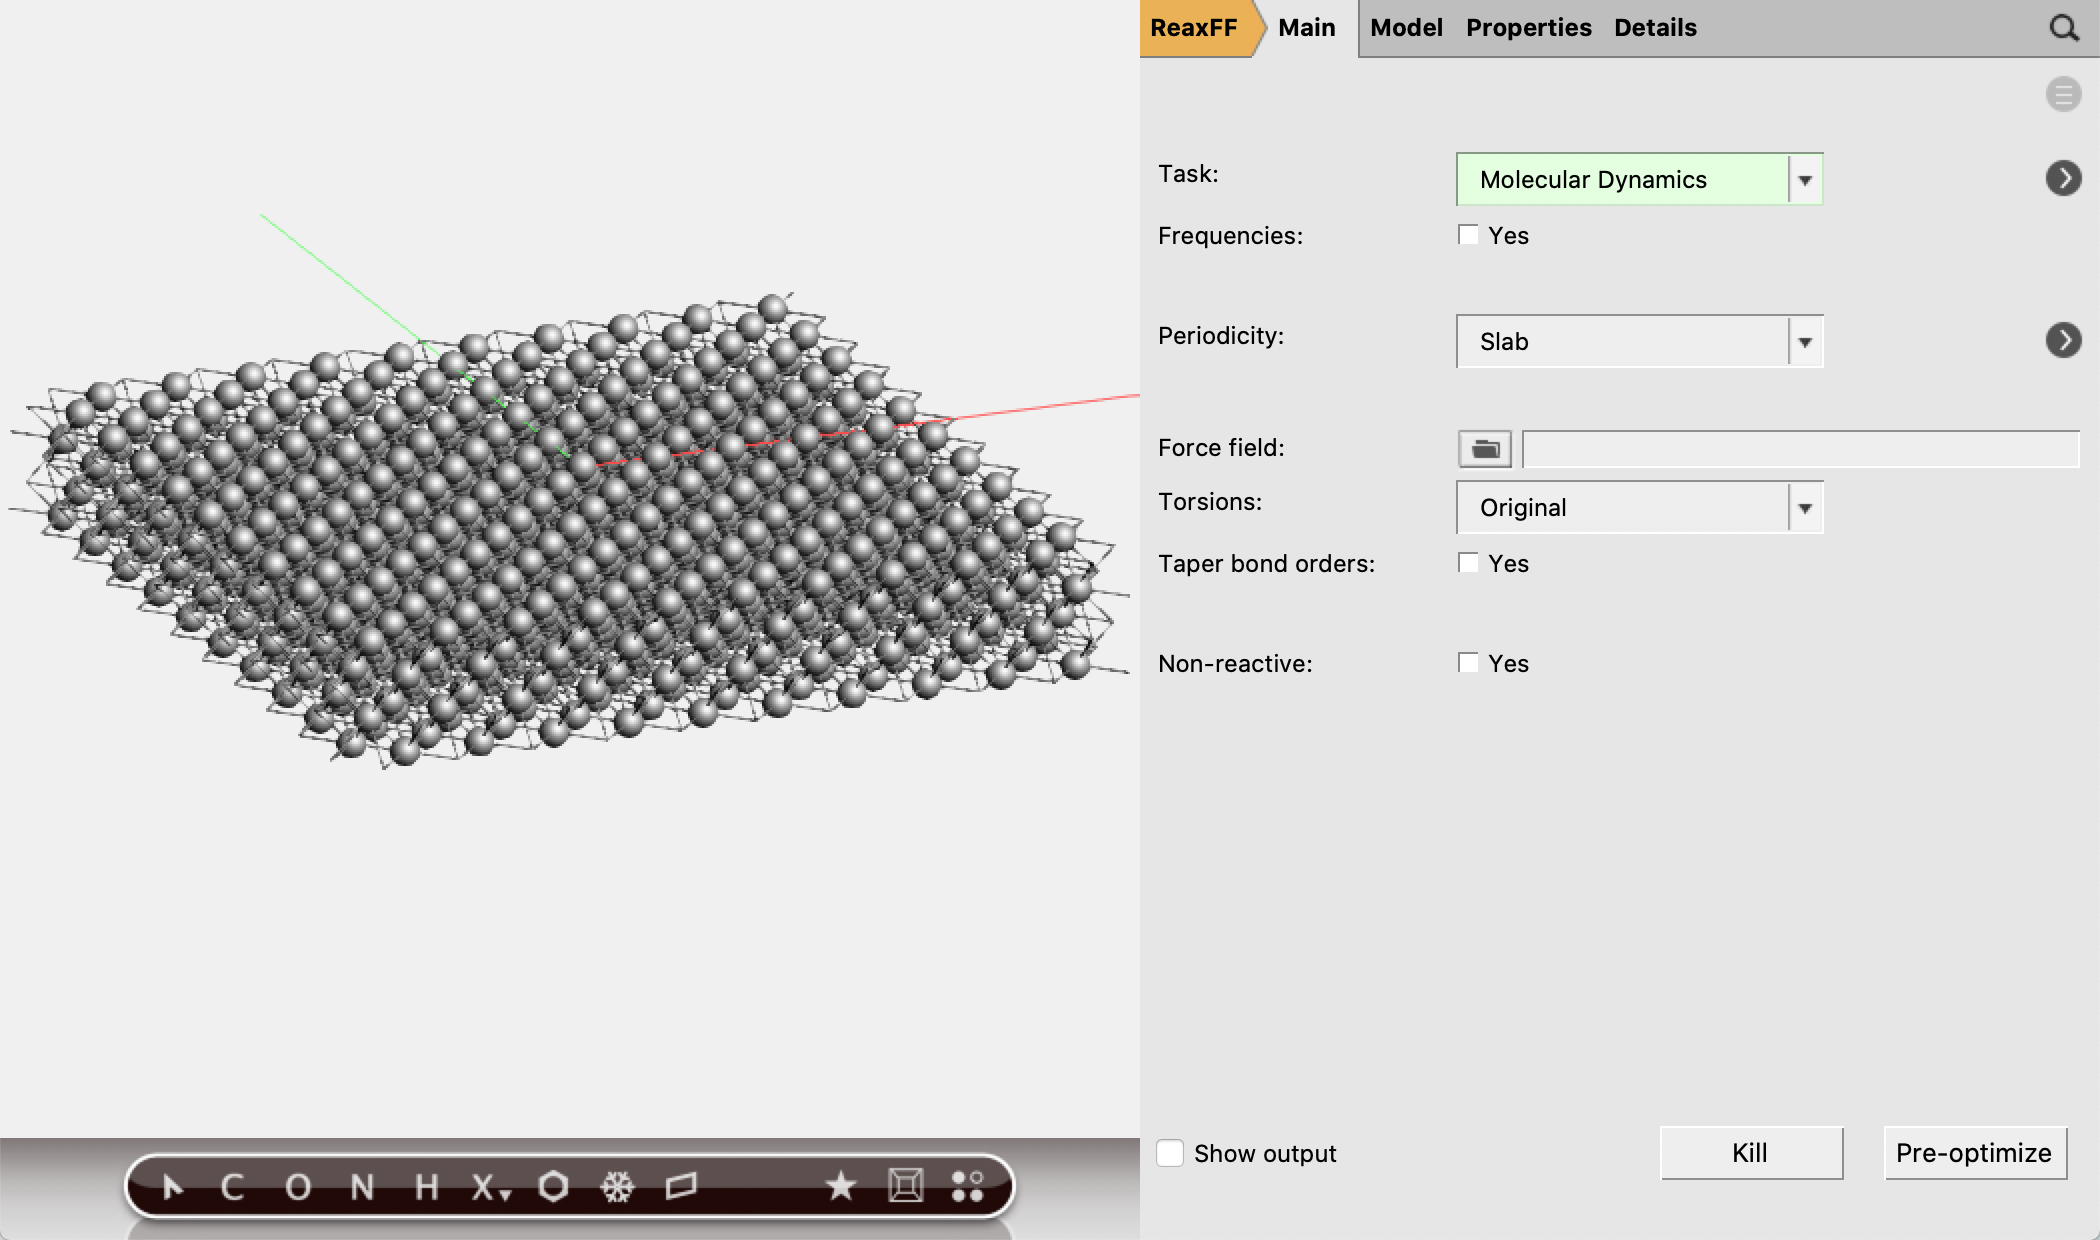 ReaxFF Main Model Properties Details
Task: Molecular Dynamics
Frequencies: Yes
Periodicity: Slab
Force field:
Torsions: Original
Taper bond orders: Yes
Non-reactive: Yes
Show output Kill Pre-optimize
C O N H X